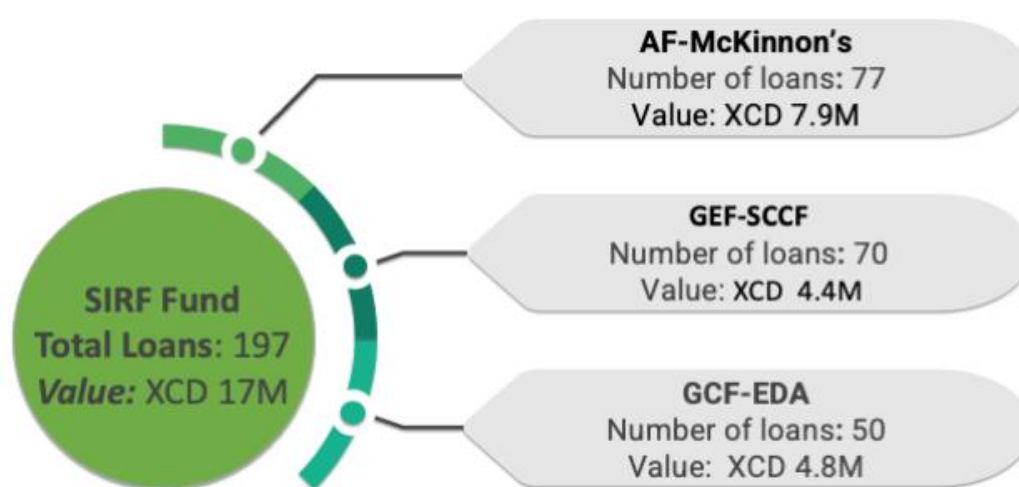 AF-McKinnon's
Number of loans: 77
Value: XCD 7.9M
GEF-SCCF
Number of loans: 70
Value: XCD 4.4M
SIRF Fund
Total Loans: 197
Value: XCD 17M
GCF-EDA
Number of loans: 50
Value: XCD 4.8M